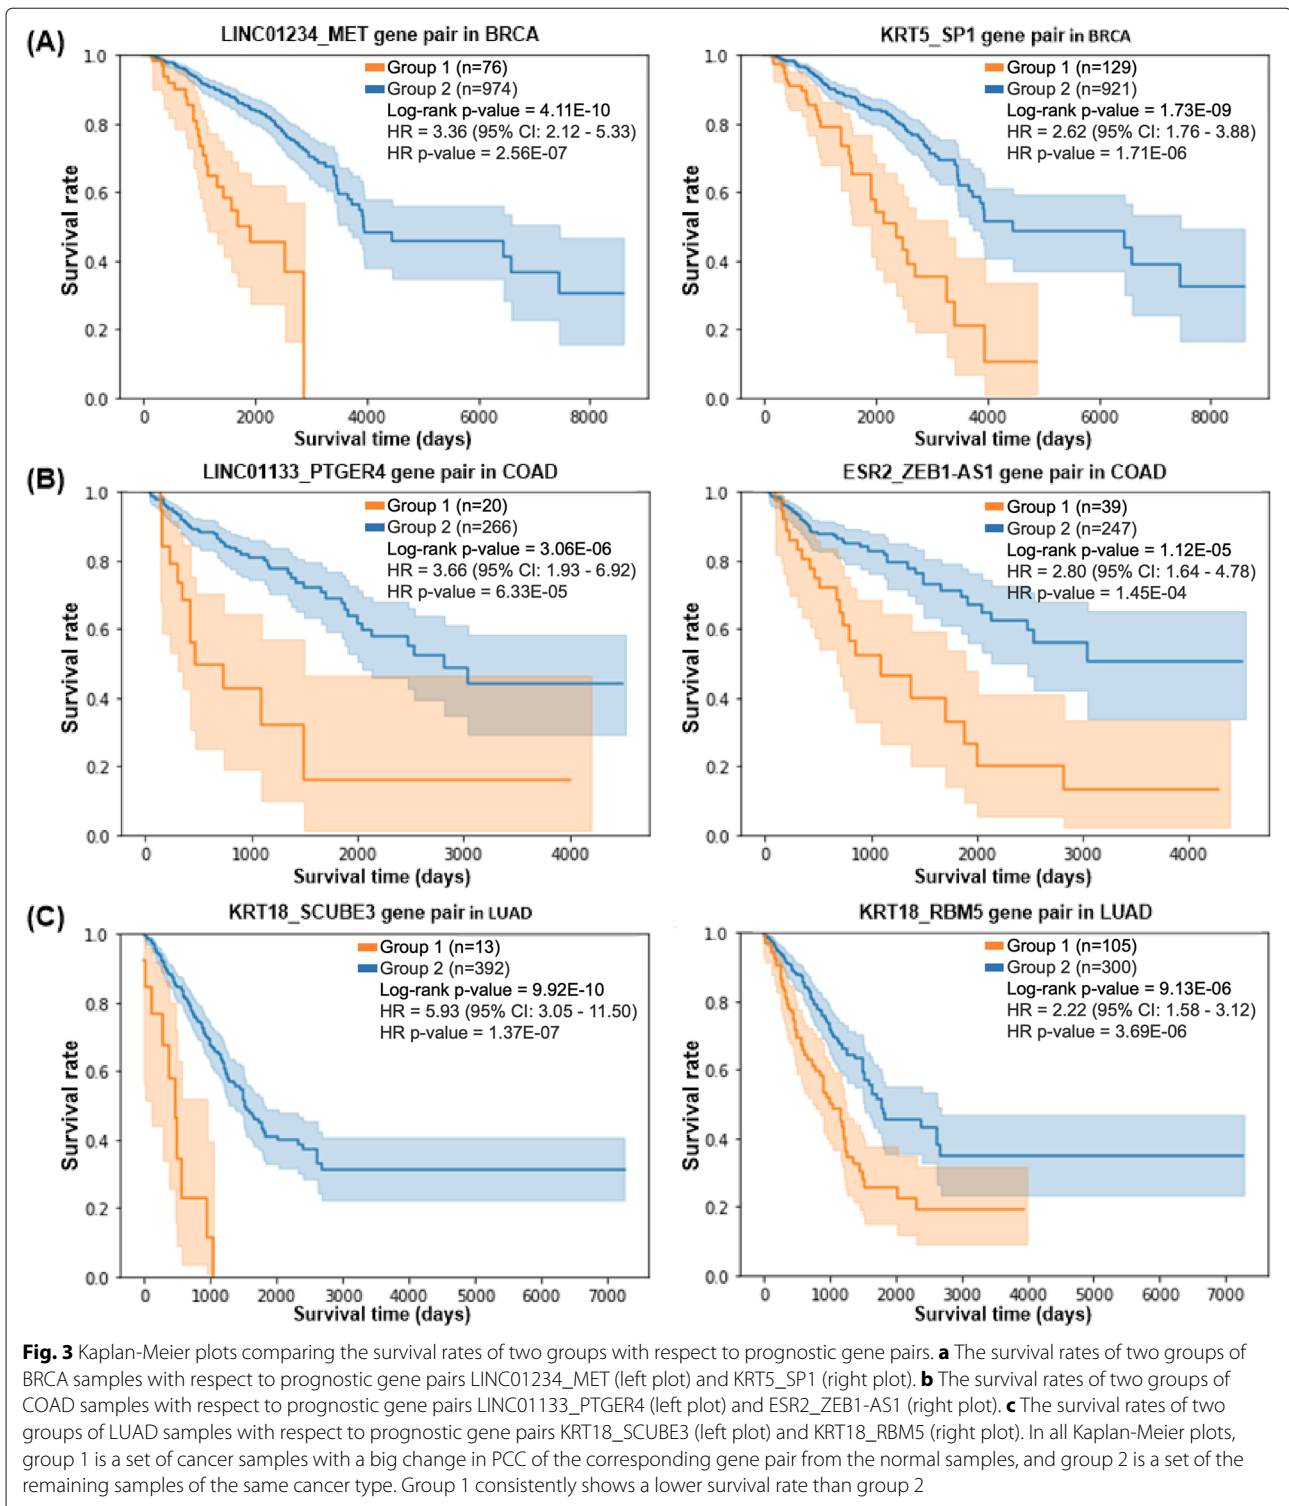 (A)
LINC01234_MET gene pair in BRCA
Group 1 (n=76)
Group 2 (n=974)
Log-rank p-value = 4.11E-10
HR = 3.36 (95% CI: 2.12 - 5.33)
HR p-value = 2.56E-07
1.0
0.8
0.6
0.4
0.2
0.0
Survival rate
0 2000 4000 6000 8000
Survival time (days)
KRT5_SP1 gene pair in BRCA
Group 1 (n=129)
Group 2 (n=921)
Log-rank p-value = 1.73E-09
HR = 2.62 (95% CI: 1.76 - 3.88)
HR p-value = 1.71E-06
1.0
0.8
0.6
0.4
0.2
0.0
Survival rate
0 2000 4000 6000 8000
Survival time (days)
(B)
LINC01133_PTGER4 gene pair in COAD
Group 1 (n=20)
Group 2 (n=266)
Log-rank p-value = 3.06E-06
HR = 3.66 (95% CI: 1.93 - 6.92)
HR p-value = 6.33E-05
1.0
0.8
0.6
0.4
0.2
0.0
Survival rate
0 1000 2000 3000 4000
Survival time (days)
ESR2_ZEB1-AS1 gene pair in COAD
Group 1 (n=39)
Group 2 (n=247)
Log-rank p-value = 1.12E-05
HR = 2.80 (95% CI: 1.64 - 4.78)
HR p-value = 1.45E-04
1.0
0.8
0.6
0.4
0.2
0.0
Survival rate
0 1000 2000 3000 4000
Survival time (days)
(C)
KRT18_SCUBE3 gene pair in LUAD
Group 1 (n=13)
Group 2 (n=392)
Log-rank p-value = 9.92E-10
HR = 5.93 (95% CI: 3.05 - 11.50)
HR p-value = 1.37E-07
1.0
0.8
0.6
0.4
0.2
0.0
Survival rate
0 1000 2000 3000 4000 5000 6000 7000
Survival time (days)
KRT18_RBM5 gene pair in LUAD
Group 1 (n=105)
Group 2 (n=300)
Log-rank p-value = 9.13E-06
HR = 2.22 (95% CI: 1.58 - 3.12)
HR p-value = 3.69E-06
1.0
0.8
0.6
0.4
0.2
0.0
Survival rate
0 1000 2000 3000 4000 5000 6000 7000
Survival time (days)
Fig. 3 Kaplan-Meier plots comparing the survival rates of two groups with respect to prognostic gene pairs. a The survival rates of two groups of
BRCA samples with respect to prognostic gene pairs LINC01234_MET (left plot) and KRT5_SP1 (right plot). b The survival rates of two groups of
COAD samples with respect to prognostic gene pairs LINC01133_PTGER4 (left plot) and ESR2_ZEB1-AS1 (right plot). c The survival rates of two
groups of LUAD samples with respect to prognostic gene pairs KRT18_SCUBE3 (left plot) and KRT18_RBM5 (right plot). In all Kaplan-Meier plots,
group 1 is a set of cancer samples with a big change in PCC of the corresponding gene pair from the normal samples, and group 2 is a set of the
remaining samples of the same cancer type. Group 1 consistently shows a lower survival rate than group 2